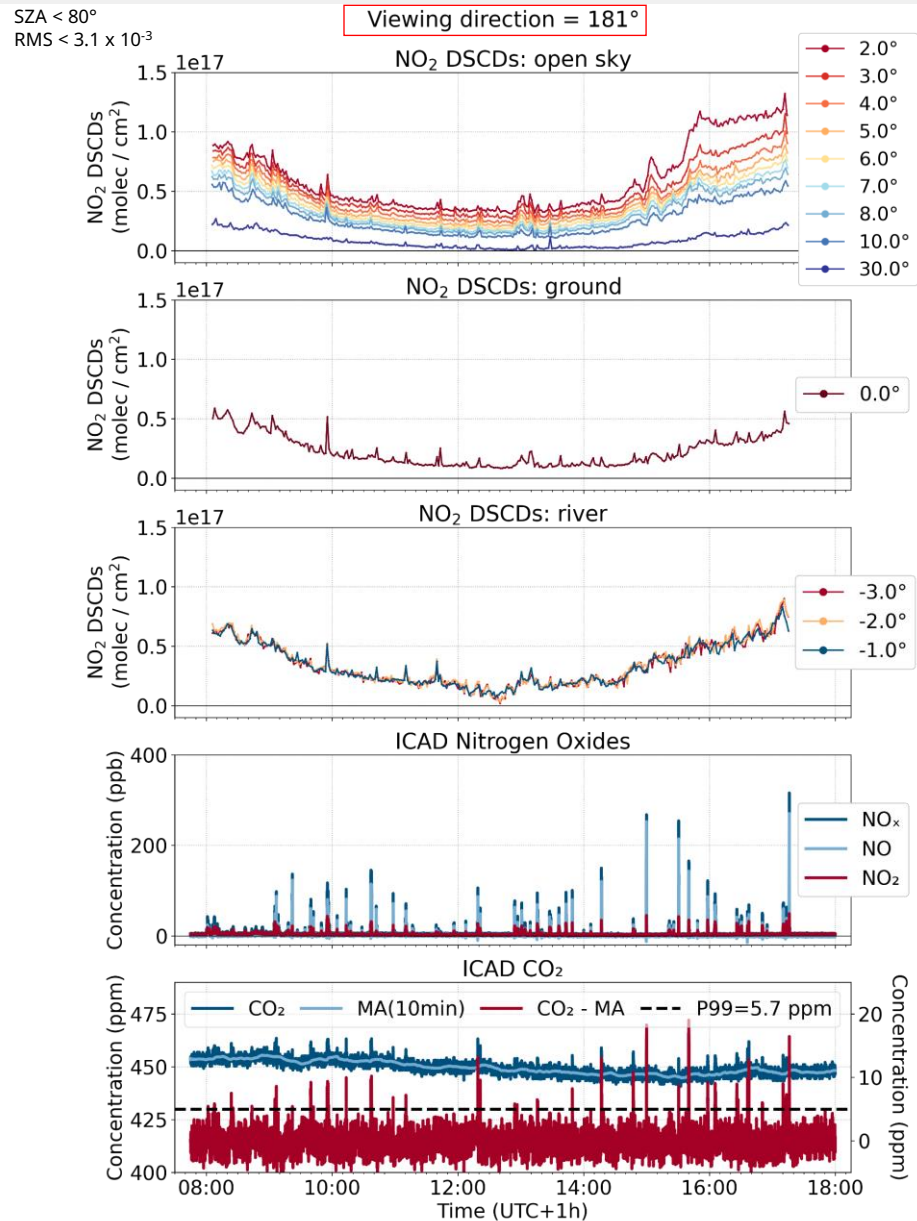 SZA < 80°
RMS < 3.1 x 10⁻³
Viewing direction = 181°
NO₂ DSCDs: open sky
1e17
NO₂ DSCDs
(molec / cm²)
1.5
1.0
0.5
0.0
2.0°
3.0°
4.0°
5.0°
6.0°
7.0°
8.0°
10.0°
30.0°
NO₂ DSCDs: ground
1e17
NO₂ DSCDs
(molec / cm²)
1.5
1.0
0.5
0.0
0.0°
NO₂ DSCDs: river
1e17
NO₂ DSCDs
(molec / cm²)
1.5
1.0
0.5
0.0
-3.0°
-2.0°
-1.0°
ICAD Nitrogen Oxides
Concentration (ppb)
400
200
0
NOₓ
NO
NO₂
ICAD CO₂
Concentration (ppm)
475
450
425
400
CO₂ MA(10min) CO₂ - MA P99=5.7 ppm
20
10
0
Concentration (ppm)
08:00 10:00 12:00 14:00 16:00 18:00
Time (UTC+1h)